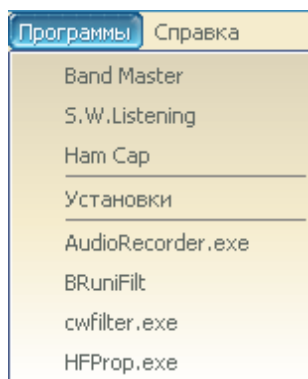 Программы Справка
Band Master
S.W.Listening
Ham Cap
Установки
AudioRecorder.exe
BRuniFilt
cwfilter.exe
HFProp.exe